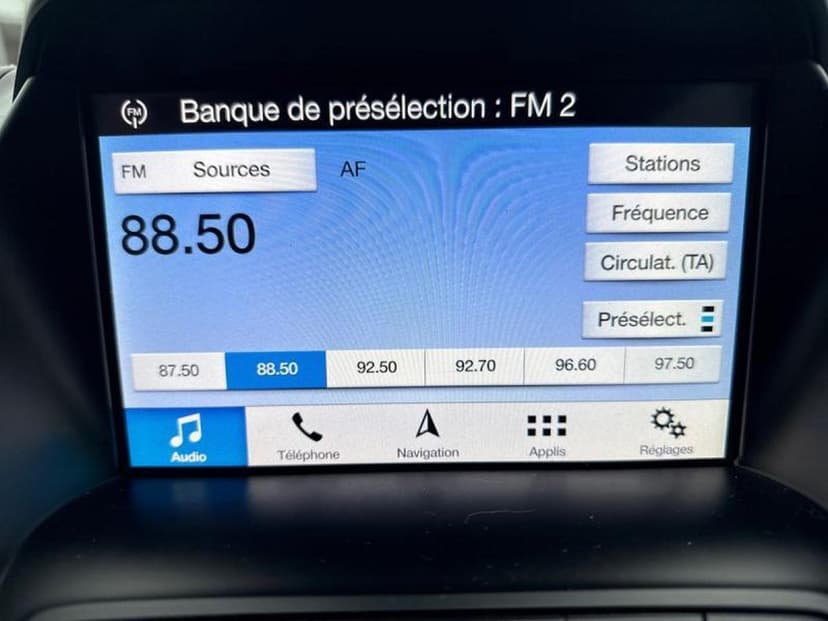 FM Banque de présélection : FM 2
FM Sources AF Stations
88.50 Fréquence
Circulat. (TA)
Présélect.
87.50 88.50 92.50 92.70 96.60 97.50
Audio Téléphone Navigation Applis Réglages